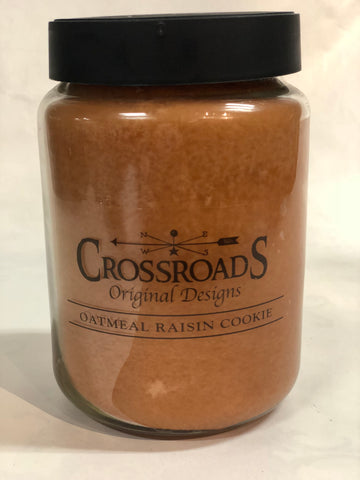 N E
W S
CROSSROADS
Original Designs
OATMEAL RAISIN COOKIE